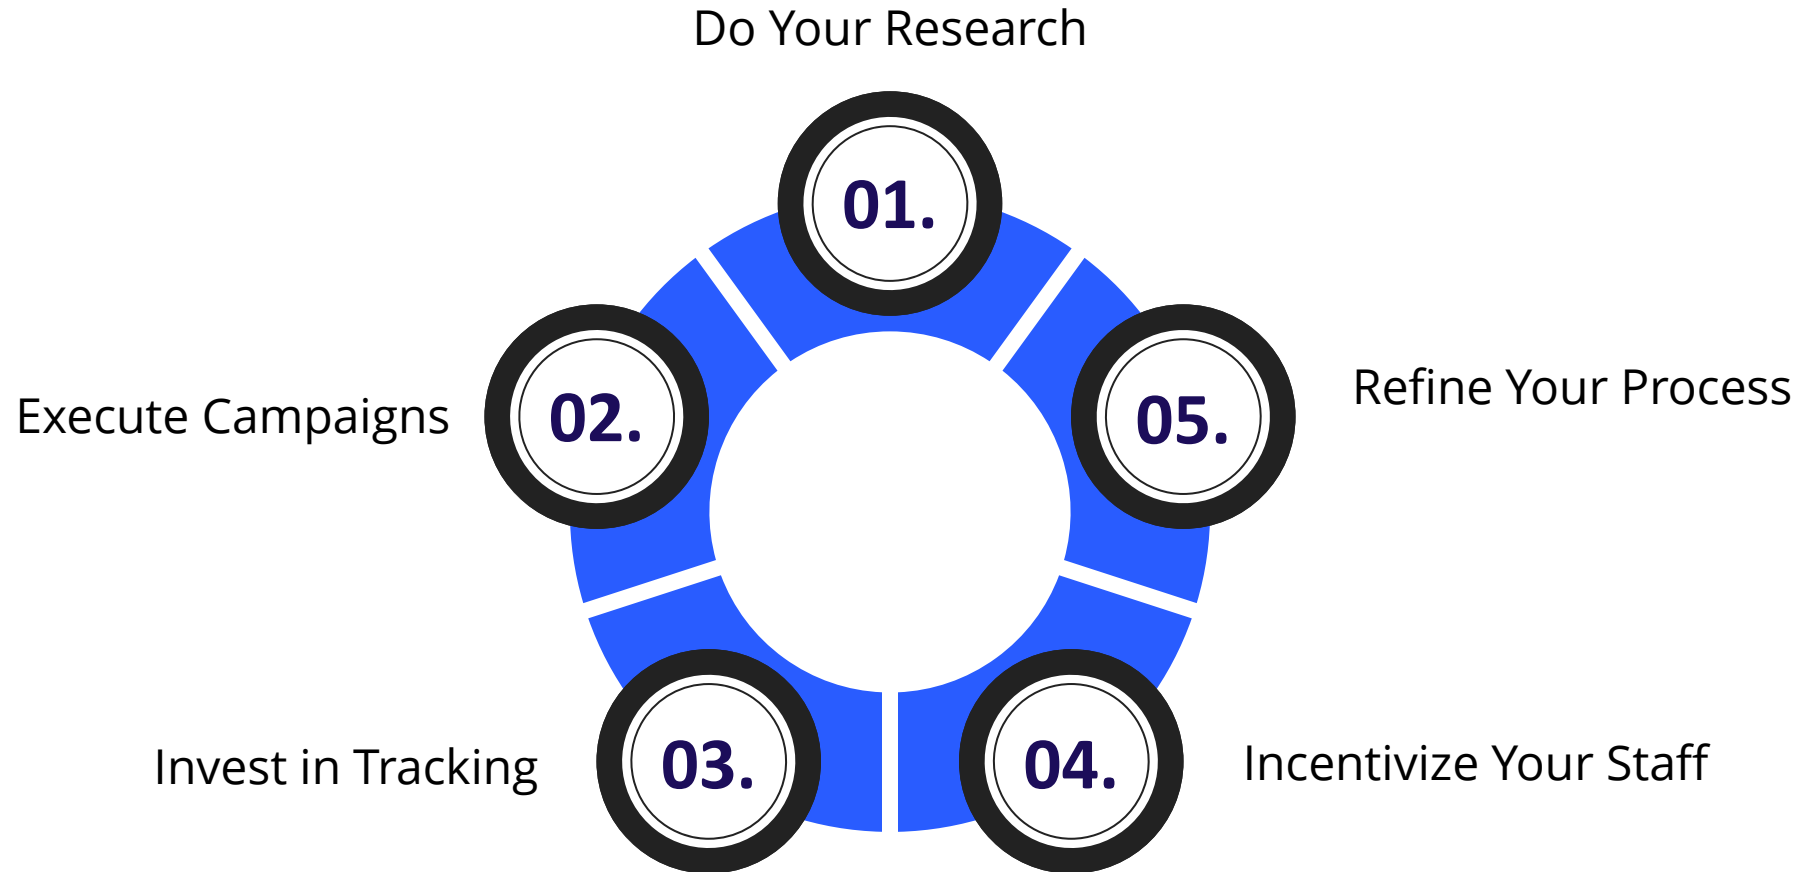 Do Your Research
01.
Execute Campaigns
02.
Invest in Tracking
03.
04.
Incentivize Your Staff
05.
Refine Your Process